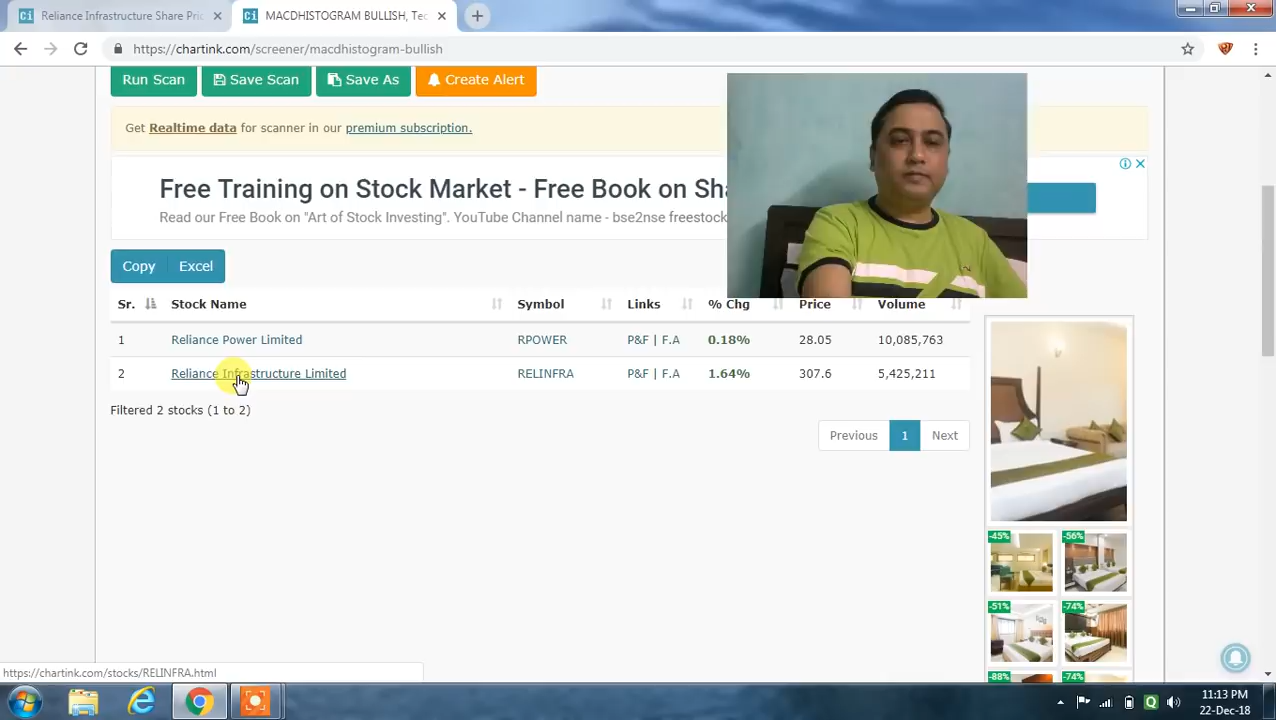 Reliance Infrastructure Share Pric
MACDHISTOGRAM BULLISH, Tec
https://chartink.com/screener/macdhistogram-bullish
Run Scan
Save Scan
Save As
Create Alert
Get Realtime data for scanner in our premium subscription.
Free Training on Stock Market - Free Book on Sha
Read our Free Book on "Art of Stock Investing". YouTube Channel name - bse2nse freestock
Copy
Excel
Sr. Stock Name Symbol Links % Chg Price Volume
1 Reliance Power Limited RPOWER P&F | F.A 0.18% 28.05 10,085,763
2 Reliance Infrastructure Limited RELINFRA P&F | F.A 1.64% 307.6 5,425,211
Filtered 2 stocks (1 to 2)
Previous 1 Next
-45% -56%
-51% -74%
-88% -74%
https://chartink.com/stocks/RELINFRA.html
11:13 PM
22-Dec-18